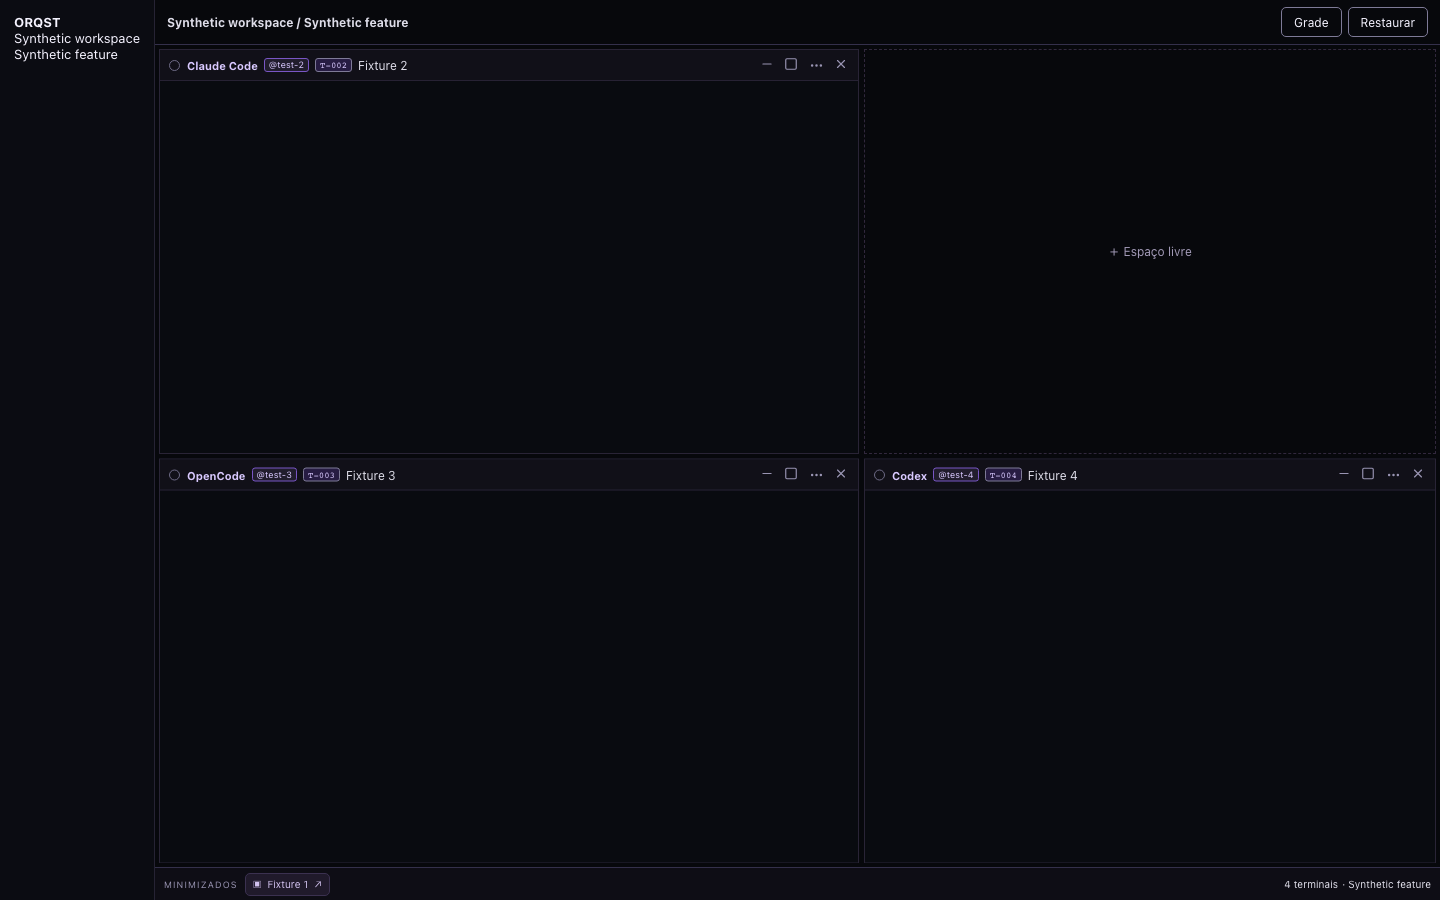 ORQST
Synthetic workspace
Synthetic feature
Synthetic workspace / Synthetic feature
Grade
Restaurar
Claude Code @test-2 T-002 Fixture 2
+ Espaço livre
OpenCode @test-3 T-003 Fixture 3
Codex @test-4 T-004 Fixture 4
MINIMIZADOS
Fixture 1
4 terminais · Synthetic feature